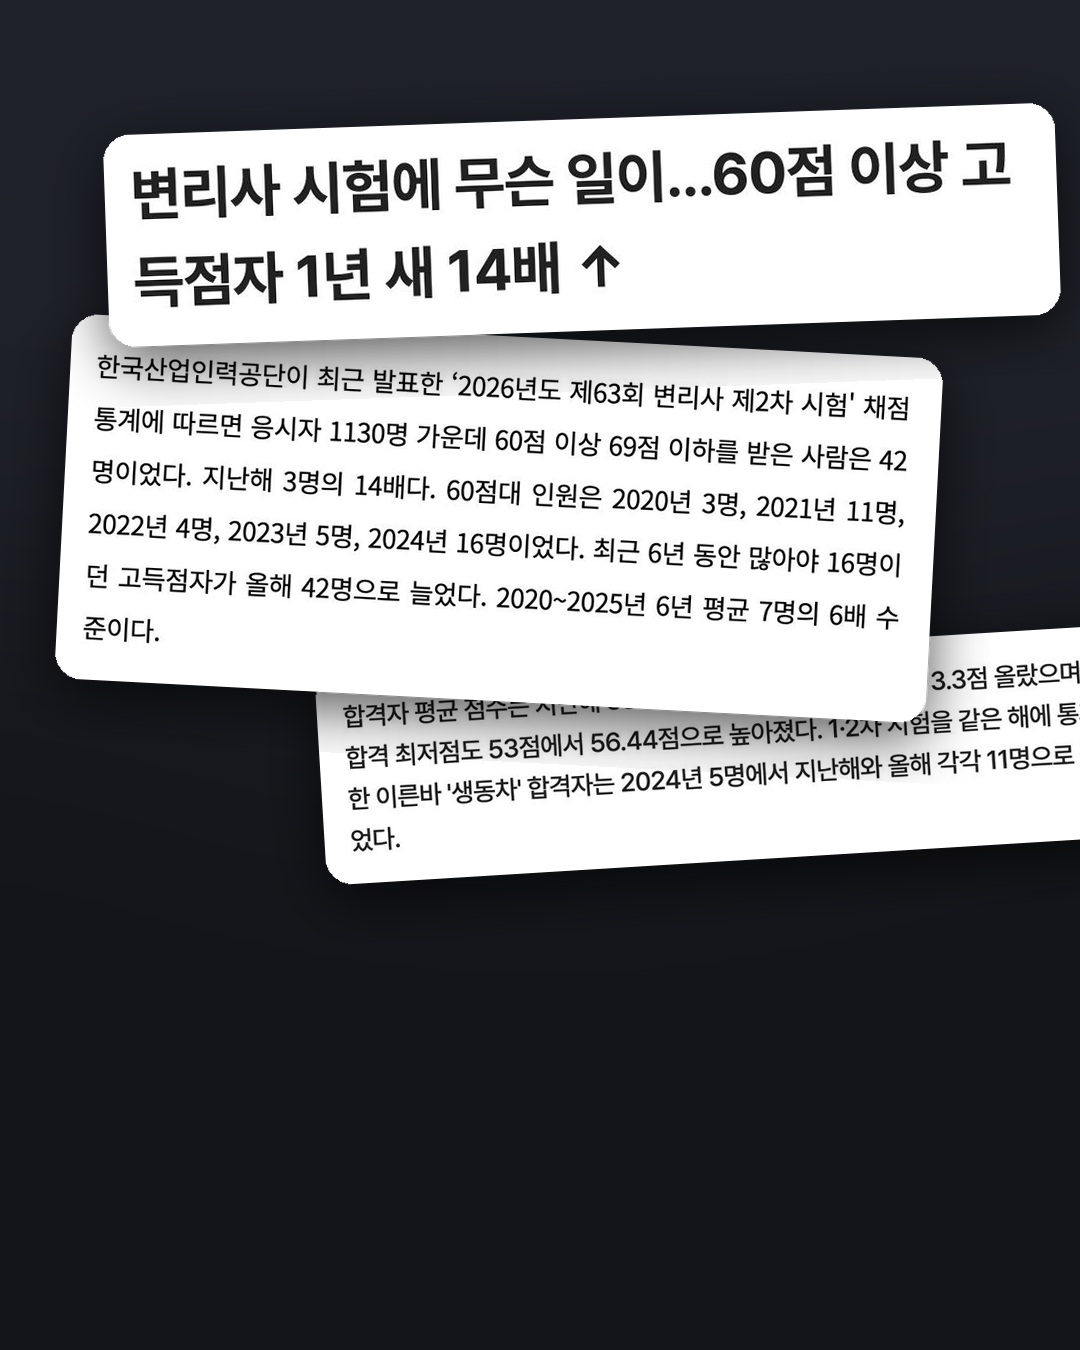 변리사 시험에 무슨 일이...60점 이상 고
득점자 1년 새 14배 ↑
한국산업인력공단이 최근 발표한 ‘2026년도 제63회 변리사 제2차 시험' 채점
통계에 따르면 응시자 1130명 가운데 60점 이상 69점 이하를 받은 사람은 42
명이었다. 지난해 3명의 14배다. 60점대 인원은 2020년 3명, 2021년 11명,
2022년 4명, 2023년 5명, 2024년 16명이었다. 최근 6년 동안 많아야 16명이
던 고득점자가 올해 42명으로 늘었다. 2020~2025년 6년 평균 7명의 6배 수
준이다.
합격자 평균 점수는 지난해 3.3점 올랐으며
합격 최저점도 53점에서 56.44점으로 높아졌다. 1·2차 시험을 같은 해에 통
한 이른바 '생동차' 합격자는 2024년 5명에서 지난해와 올해 각각 11명으로
었다.